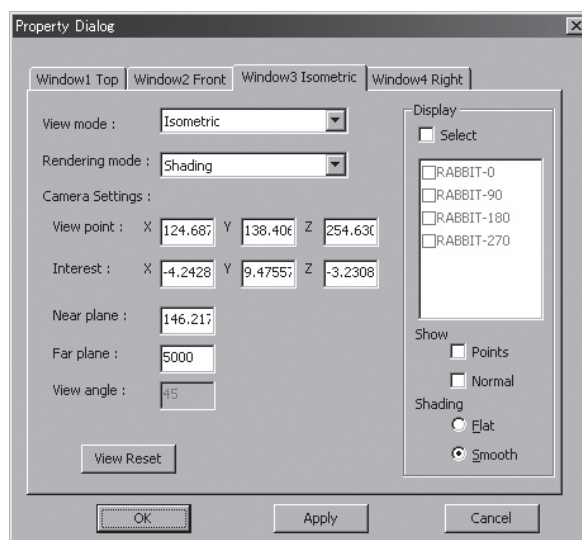 Property Dialog
Window1 Top Window2 Front Window3 Isometric Window4 Right
View mode : Isometric
Rendering mode : Shading
Camera Settings :
View point : X 124.687 Y 138.406 Z 254.630
Interest : X -4.2428 Y 9.47557 Z -3.2308
Near plane : 146.217
Far plane : 5000
View angle : 45
View Reset
Display
Select
RABBIT-0
RABBIT-90
RABBIT-180
RABBIT-270
Show
Points
Normal
Shading
Flat
Smooth
OK Apply Cancel